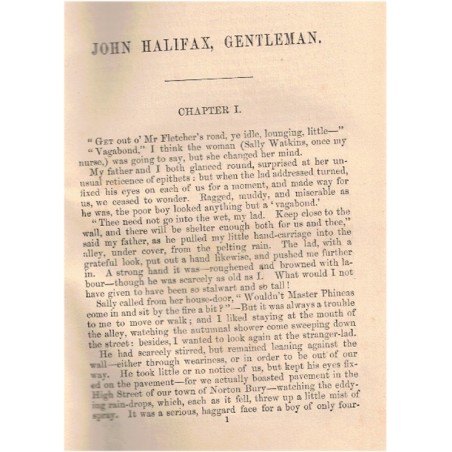 JOHN HALIFAX, GENTLEMAN.
CHAPTER I.
“ GET out o’ Mr Fletcher’s road, ye idle, lounging, little—”
“ Vagabond,” I think the woman (Sally Watkins, once my
nurse,) was going to say, but she changed her mind.
My father and I both glanced round, surprised at her un-
usual reticence of epithets : but when the lad addressed turned,
fixed his eyes on each of us for a moment, and made way for
us, we ceased to wonder. Ragged, muddy, and miserable as
he was, the poor boy looked anything but a ‘ vagabond.’
“ Thee need not go into the wet, my lad. Keep close to the
wall, and there will be shelter enough both for us and thee,”
said my father, as he pulled my little hand-carriage into the
alley, under cover, from the pelting rain. The lad, with a
grateful look, put out a hand likewise, and pushed me further
in. A strong hand it was—roughened and browned with la-
bour—though he was scarcely as old as I. What would I not
have given to have been so stalwart and so tall !
Sally called from her house-door, “ Wouldn’t Master Phineas
come in and sit by the fire a bit ? ”—But it was always a trouble
to me to move or walk ; and I liked staying at the mouth of
the alley, watching the autumnal shower come sweeping down
the street : besides, I wanted to look again at the stranger-lad.
He had scarcely stirred, but remained leaning against the
wall—either through weariness, or in order to be out of our
way. He took little or no notice of us, but kept his eyes fix-
ed on the pavement—for we actually boasted pavement in the
High Street of our town of Norton Bury—watching the eddy-
ing rain-drops, which, each as it fell, threw up a little mist of
spray. It was a serious, haggard face for a boy of only four-
1